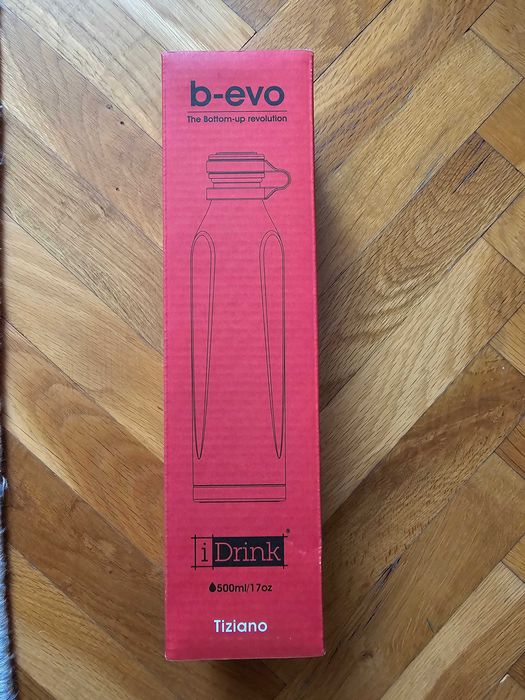 b-evo
The Bottom-up revolution
iDrink®
500ml/17oz
Tiziano